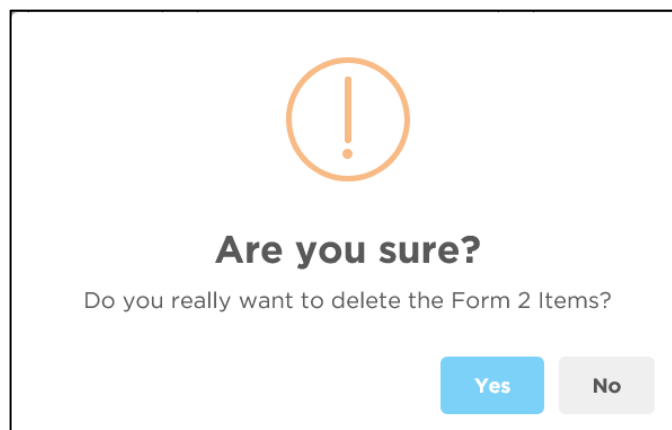 Are you sure?
Do you really want to delete the Form 2 Items?
Yes No